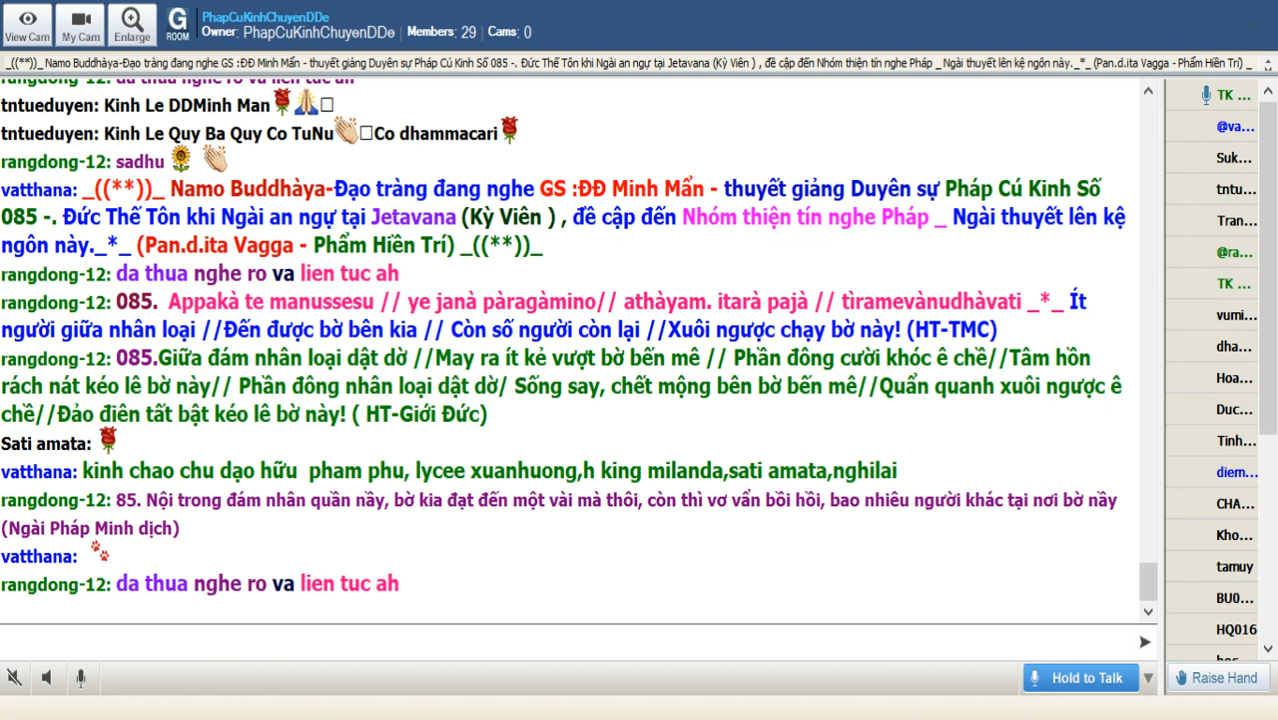 View Cam
My Cam
Enlarge
G
ROOM
PhapCuKinhChuyenDDe
Owner: PhapCuKinhChuyenDDe Members: 29 Cams: 0
_((**))_ Namo Buddhàya-Đạo tràng đang nghe GS :ĐĐ Minh Mẩn - thuyết giảng Duyên sự Pháp Cú Kinh Số 085 -. Đức Thế Tôn khi Ngài an ngự tại Jetavana (Kỳ Viên ) , đề cập đến Nhóm thiện tín nghe Pháp _ Ngài thuyết lên kệ ngôn này._*_ (Pan.d.ita Vagga - Phẩm Hiền Trí) _
rangdong-12: da thua nghe ro va lien tuc ah
tntueduyen: Kinh Le DDMinh Man
tntueduyen: Kinh Le Quy Ba Quy Co TuNu Co dhammacari
rangdong-12: sadhu
vatthana: _((**))_ Namo Buddhàya-Đạo tràng đang nghe GS :ĐĐ Minh Mẩn - thuyết giảng Duyên sự Pháp Cú Kinh Số
085 -. Đức Thế Tôn khi Ngài an ngự tại Jetavana (Kỳ Viên ) , đề cập đến Nhóm thiện tín nghe Pháp _ Ngài thuyết lên kệ
ngôn này._*_ (Pan.d.ita Vagga - Phẩm Hiền Trí) _((**))_
rangdong-12: da thua nghe ro va lien tuc ah
rangdong-12: 085. Appakà te manussesu // ye janà pàragàmino// athàyam. itarà pajà // tìramevànudhàvati _*_ Ít
người giữa nhân loại //Đến được bờ bên kia // Còn số người còn lại //Xuôi ngược chạy bờ này! (HT-TMC)
rangdong-12: 085.Giữa đám nhân loại dật dờ //May ra ít kẻ vượt bờ bến mê // Phần đông cười khóc ê chề//Tâm hồn
rách nát kéo lê bờ này// Phần đông nhân loại dật dờ/ Sống say, chết mộng bên bờ bến mê//Quẩn quanh xuôi ngược ê
chề//Đảo điên tất bật kéo lê bờ này! ( HT-Giới Đức)
Sati amata:
vatthana: kinh chao chu dạo hữu pham phu, lycee xuanhuong,h king milanda,sati amata,nghilai
rangdong-12: 85. Nội trong đám nhân quần nầy, bờ kia đạt đến một vài mà thôi, còn thì vơ vẩn bồi hồi, bao nhiêu người khác tại nơi bờ nầy
(Ngài Pháp Minh dịch)
vatthana:
rangdong-12: da thua nghe ro va lien tuc ah
TK ...
@va...
Suk...
tntu...
Tran...
@ra...
TK ...
vumi...
dha...
Hoa...
Duc...
Tinh...
diem...
CHA...
Kho...
tamuy
BU0...
HQ016
Hold to Talk
Raise Hand